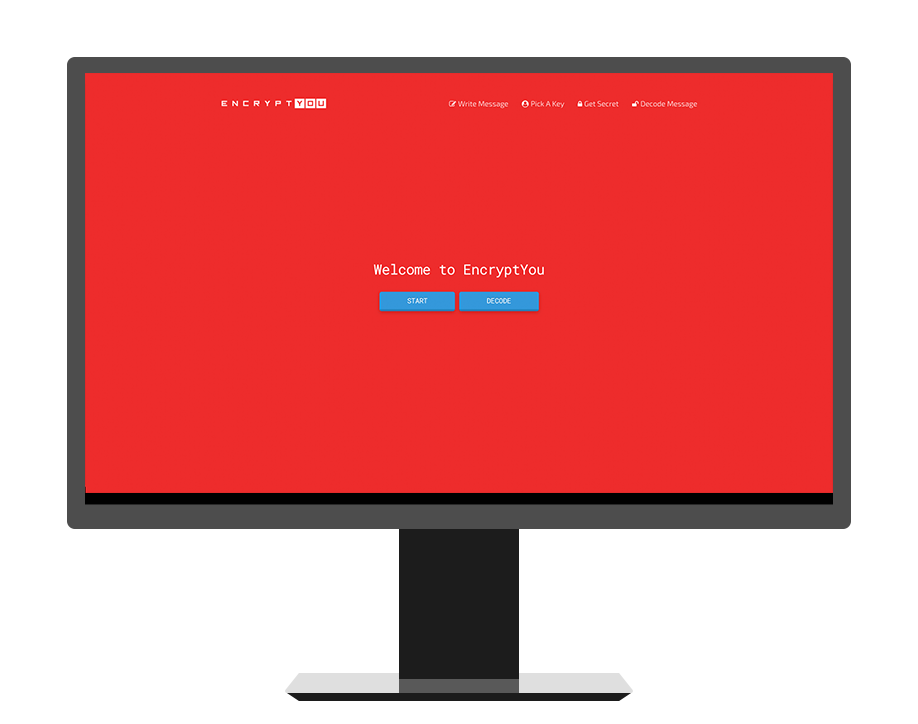 ENCRYPTYOU Write Message Pick A Key Get Secret Decode Message
Welcome to EncryptYou
START DECODE